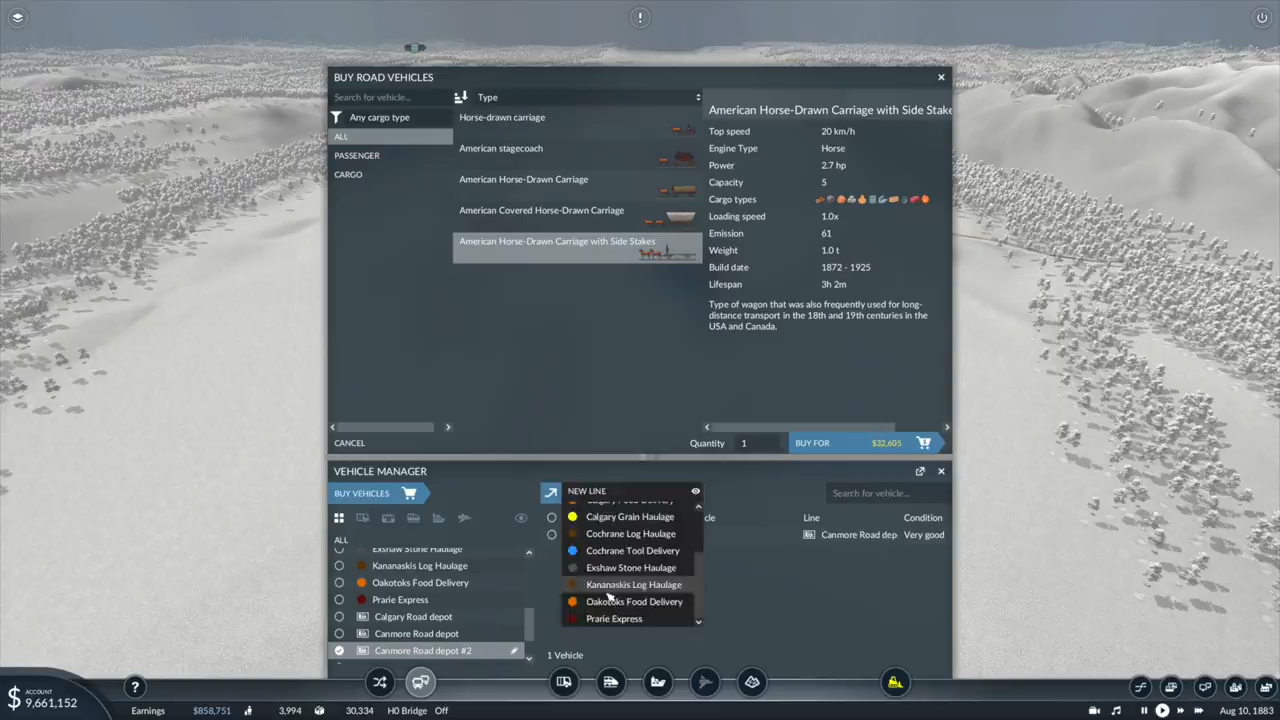 BUY ROAD VEHICLES
Search for vehicle...
Type
Any cargo type
ALL
PASSENGER
CARGO
Horse-drawn carriage
American stagecoach
American Horse-Drawn Carriage
American Covered Horse-Drawn Carriage
American Horse-Drawn Carriage with Side Stakes
American Horse-Drawn Carriage with Side Stake
Top speed 20 km/h
Engine Type Horse
Power 2.7 hp
Capacity 5
Cargo types
Loading speed 1.0x
Emission 61
Weight 1.0 t
Build date 1872 - 1925
Lifespan 3h 2m
Type of wagon that was also frequently used for long-
distance transport in the 18th and 19th centuries in the
USA and Canada.
CANCEL
Quantity 1
BUY FOR $32,605
VEHICLE MANAGER
BUY VEHICLES
NEW LINE
Search for vehicle...
Calgary Food Delivery
Calgary Grain Haulage
Cochrane Log Haulage
Cochrane Tool Delivery
Exshaw Stone Haulage
Kananaskis Log Haulage
Oakotoks Food Delivery
Prarie Express
cle
Line
Condition
Canmore Road dep
Very good
ALL
Exshaw Stone Haulage
Kananaskis Log Haulage
Oakotoks Food Delivery
Prarie Express
Calgary Road depot
Canmore Road depot
Canmore Road depot #2
1 Vehicle
$ ACCOUNT
9,661,152
?
Earnings $858,751 3,994 30,334 H0 Bridge Off
Aug 10, 1883